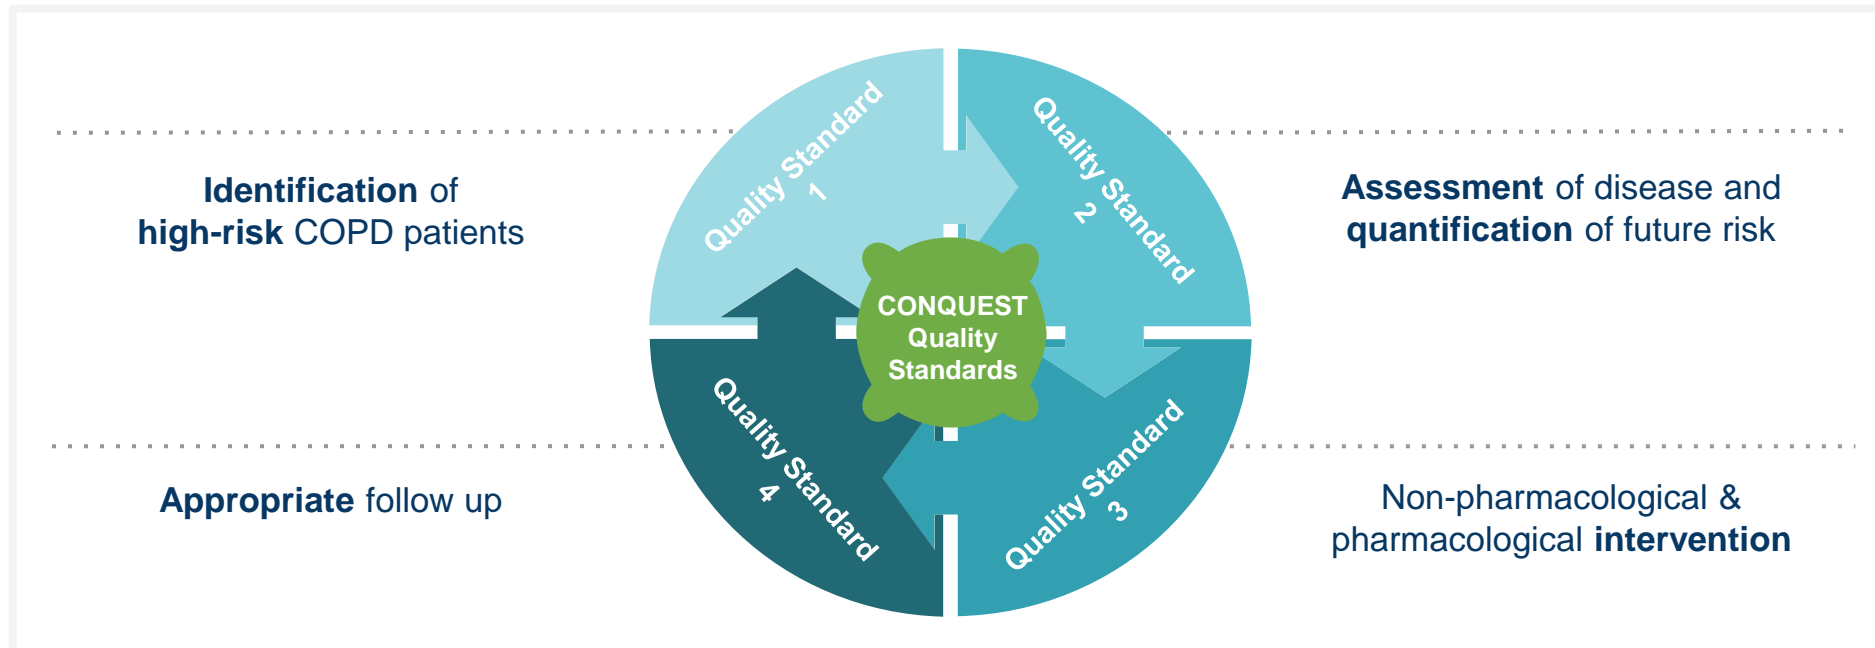 Identification of
high-risk COPD patients
Quality Standard
1
Quality Standard
2
Assessment of disease and
quantification of future risk
CONQUEST
Quality
Standards
Appropriate follow up
Quality Standard
4
Quality Standard
3
Non-pharmacological &
pharmacological intervention